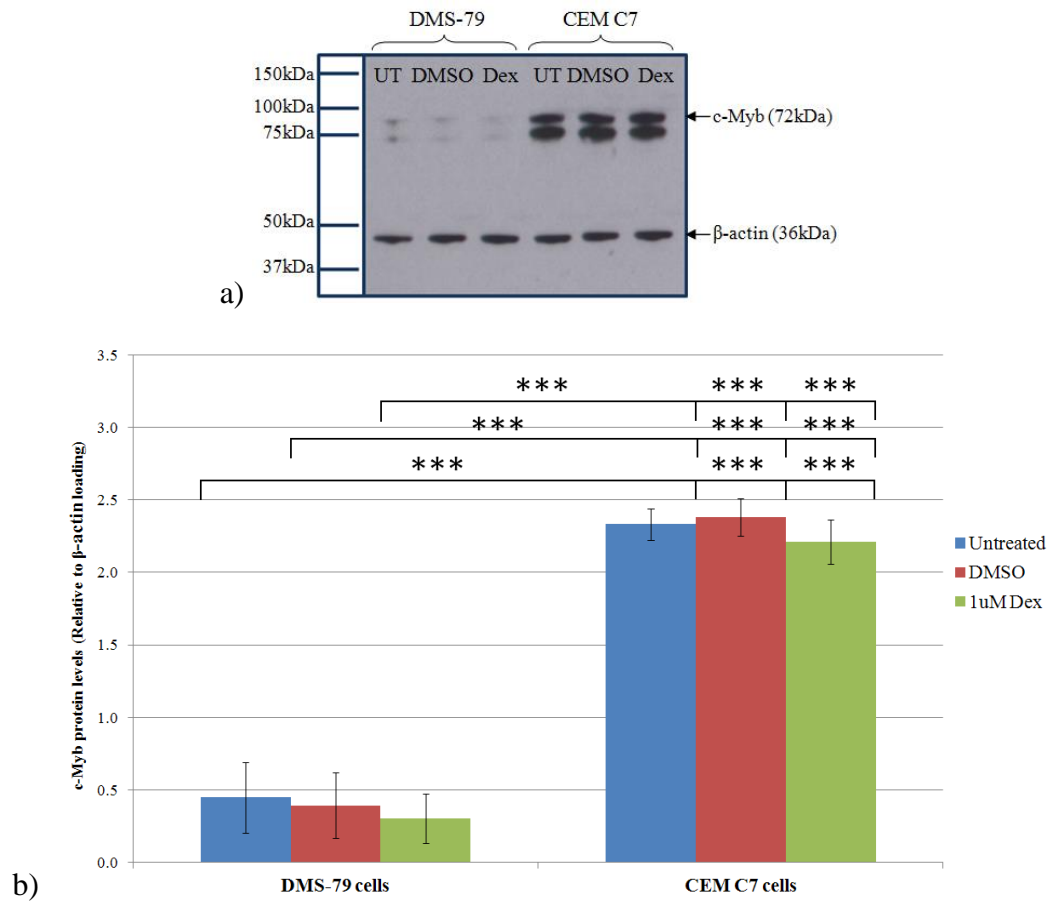 DMS-79 CEM C7
UT DMSO Dex UT DMSO Dex
150kDa
100kDa
75kDa
50kDa
37kDa
c-Myb (72kDa)
β-actin (36kDa)
a)
c-Myb protein levels (Relative to β-actin loading)
3.5
3.0
2.5
2.0
1.5
1.0
0.5
0.0
*** *** ***
*** *** ***
*** *** ***
Untreated
DMSO
1uM Dex
DMS-79 cells CEM C7 cells
b)